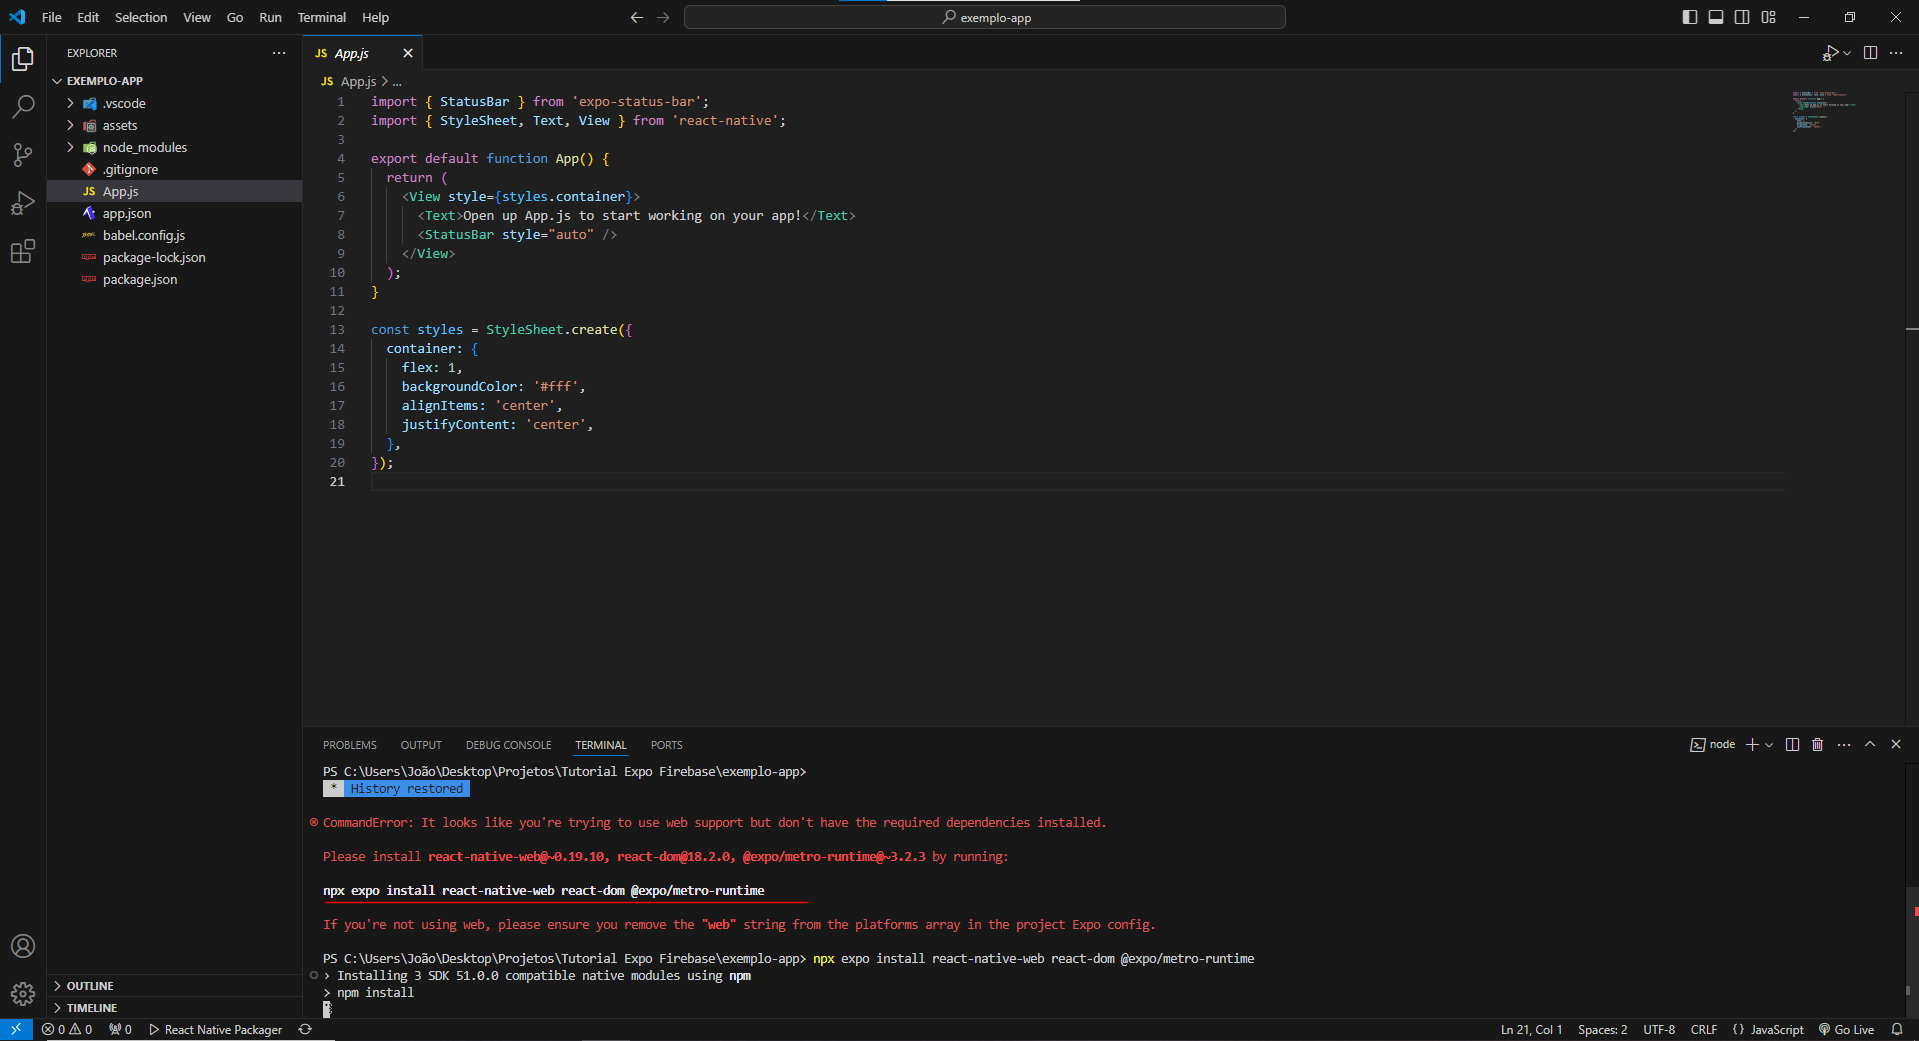 File Edit Selection View Go Run Terminal Help
exemplo-app
EXPLORER
EXEMPLO-APP
.vscode
assets
node_modules
.gitignore
JS App.js
app.json
babel.config.js
package-lock.json
package.json
OUTLINE
TIMELINE
JS App.js
JS App.js > ...
1 import { StatusBar } from 'expo-status-bar';
2 import { StyleSheet, Text, View } from 'react-native';
3
4 export default function App() {
5 return (
6 <View style={styles.container}>
7 <Text>Open up App.js to start working on your app!</Text>
8 <StatusBar style="auto" />
9 </View>
10 );
11 }
12
13 const styles = StyleSheet.create({
14 container: {
15 flex: 1,
16 backgroundColor: '#fff',
17 alignItems: 'center',
18 justifyContent: 'center',
19 },
20 });
21
PROBLEMS OUTPUT DEBUG CONSOLE TERMINAL PORTS
node
PS C:\Users\João\Desktop\Projetos\Tutorial Expo Firebase\exemplo-app>
* History restored
CommandError: It looks like you're trying to use web support but don't have the required dependencies installed.
Please install react-native-web@~0.19.10, react-dom@18.2.0, @expo/metro-runtime@~3.2.3 by running:
npx expo install react-native-web react-dom @expo/metro-runtime
If you're not using web, please ensure you remove the "web" string from the platforms array in the project Expo config.
PS C:\Users\João\Desktop\Projetos\Tutorial Expo Firebase\exemplo-app> npx expo install react-native-web react-dom @expo/metro-runtime
› Installing 3 SDK 51.0.0 compatible native modules using npm
> npm install
0 0 0 React Native Packager
Ln 21, Col 1 Spaces: 2 UTF-8 CRLF {} JavaScript Go Live